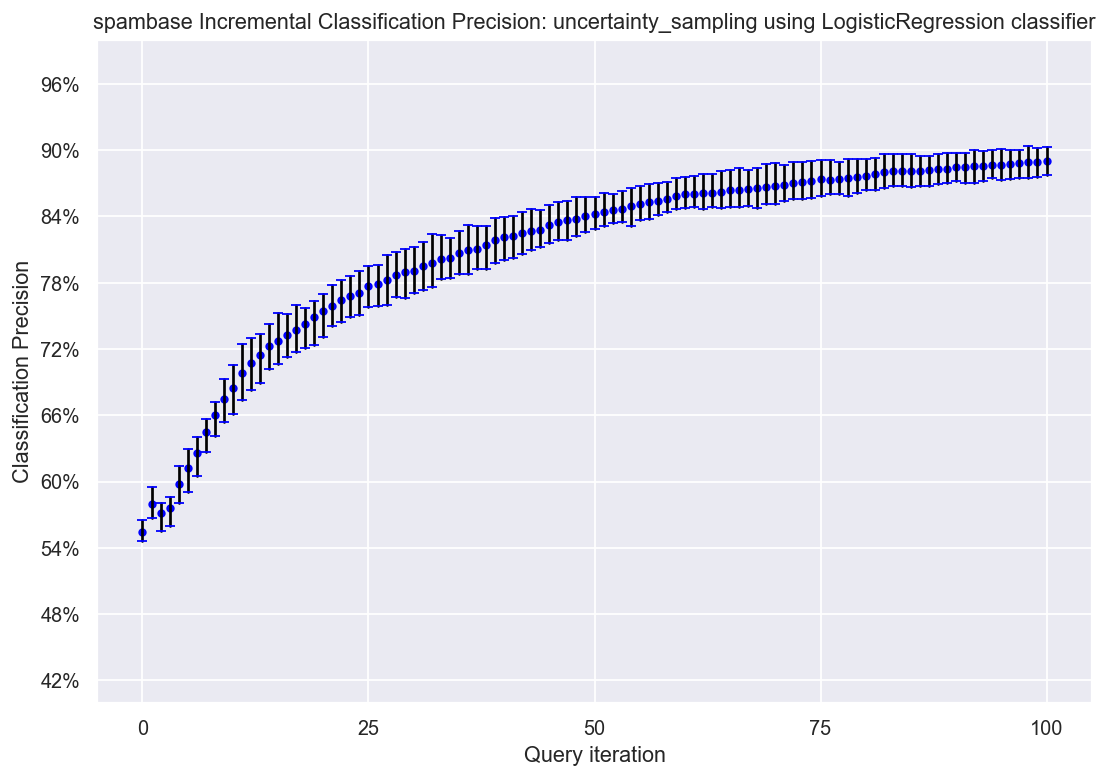 spambase Incremental Classification Precision: uncertainty_sampling using LogisticRegression classifier
96%
90%
84%
78%
72%
66%
60%
54%
48%
42%
Classification Precision
0 25 50 75 100
Query iteration